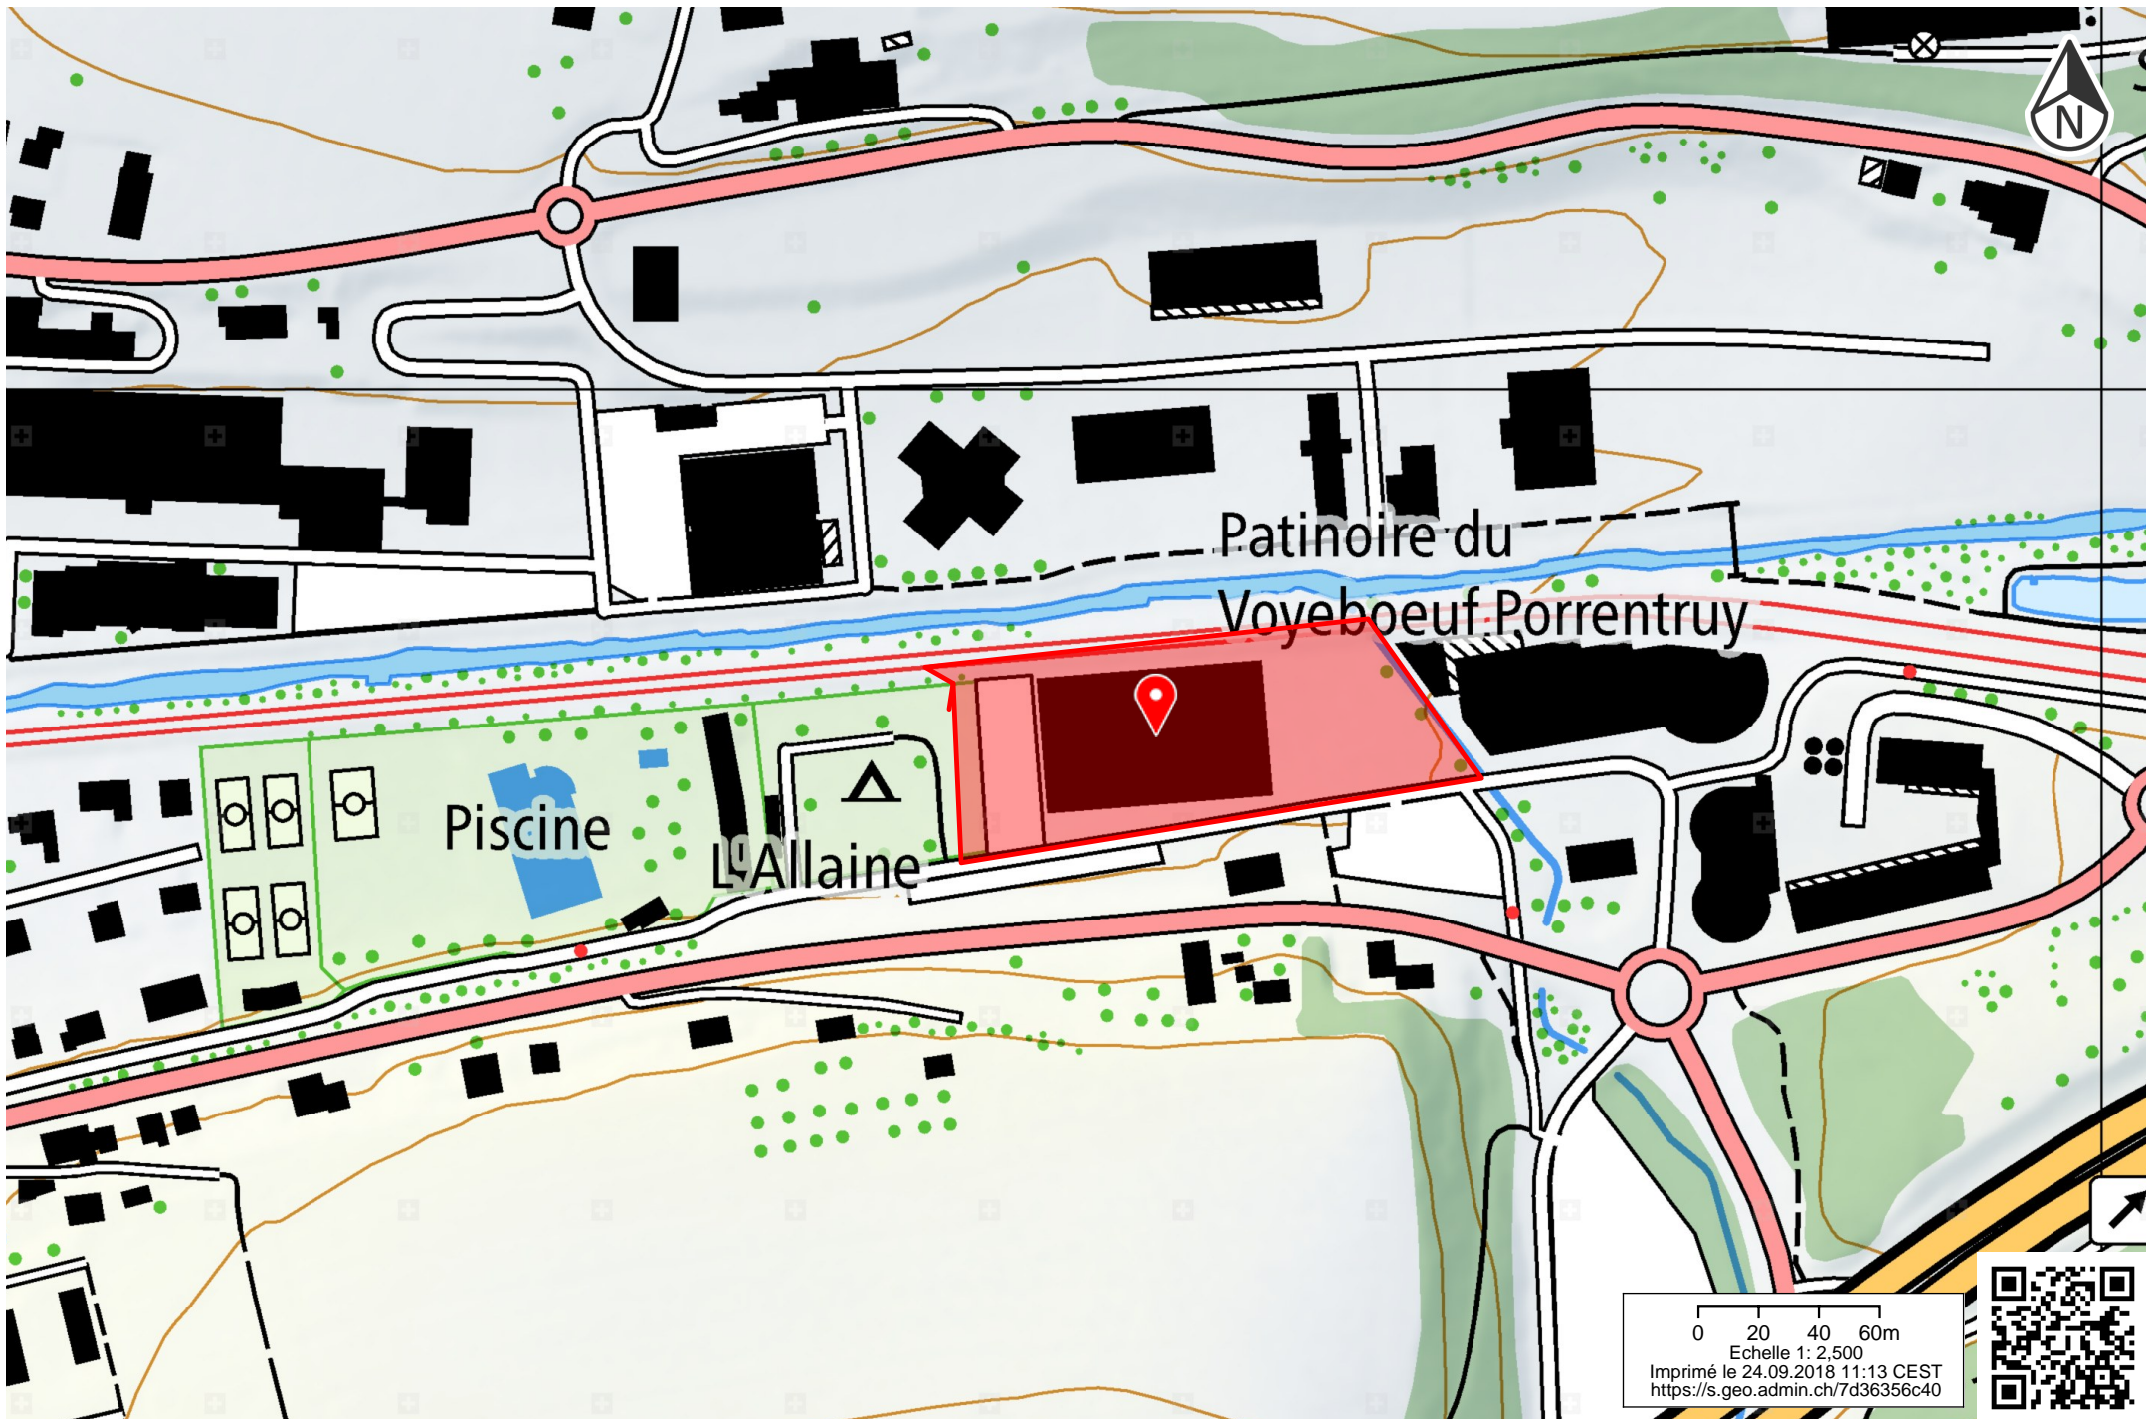 N
Patinoire du
Voyeboeuf Porrentruy
Piscine
L'Allaine
0 20 40 60m
Echelle 1: 2,500
Imprimé le 24.09.2018 11:13 CEST
https://s.geo.admin.ch/7d36356c40